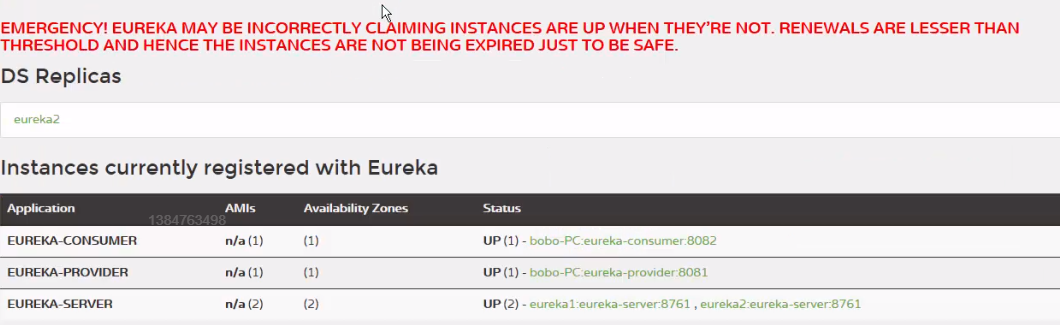 EMERGENCY! EUREKA MAY BE INCORRECTLY CLAIMING INSTANCES ARE UP WHEN THEY'RE NOT. RENEWALS ARE LESSER THAN
THRESHOLD AND HENCE THE INSTANCES ARE NOT BEING EXPIRED JUST TO BE SAFE.
DS Replicas
eureka2
Instances currently registered with Eureka
Application AMIs Availability Zones Status
1384763498
EUREKA-CONSUMER n/a (1) (1) UP (1) - bobo-PC:eureka-consumer:8082
EUREKA-PROVIDER n/a (1) (1) UP (1) - bobo-PC:eureka-provider:8081
EUREKA-SERVER n/a (2) (2) UP (2) - eureka1:eureka-server:8761 , eureka2:eureka-server:8761